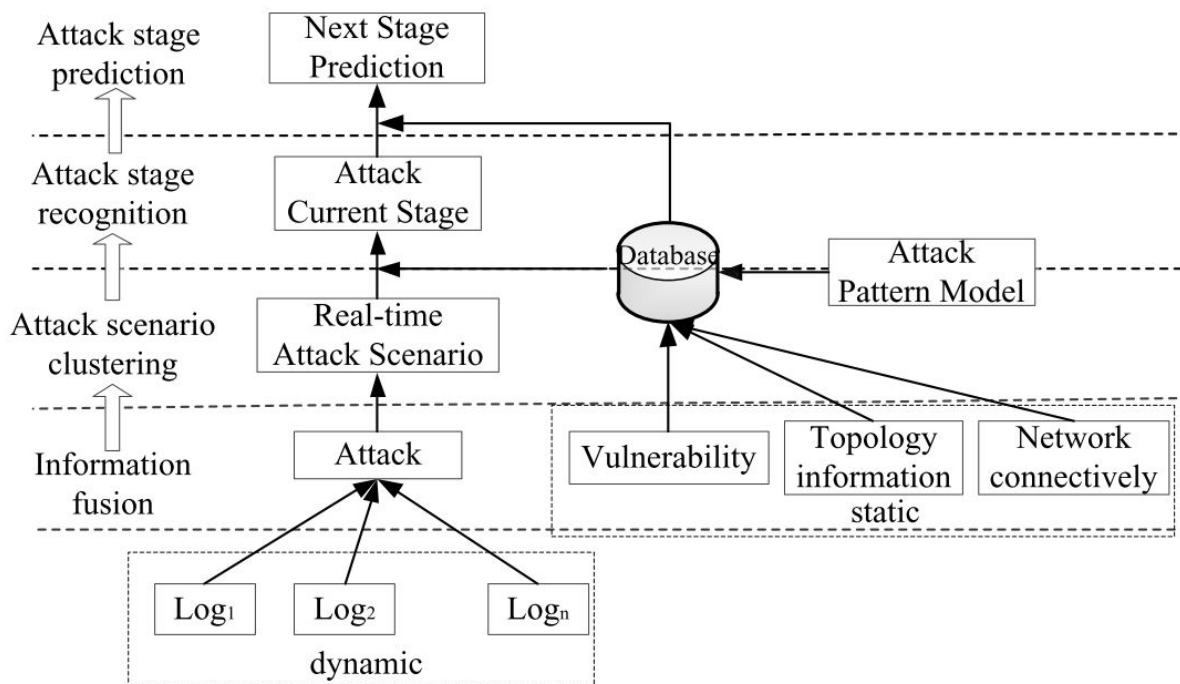 Attack stage
prediction
Next Stage
Prediction
Attack stage
recognition
Attack
Current Stage
Database
Attack
Pattern Model
Attack scenario
clustering
Real-time
Attack Scenario
Information
fusion
Attack
Vulnerability
Topology
information
Network
connectively
static
Log₁
Log₂
Logₙ
dynamic